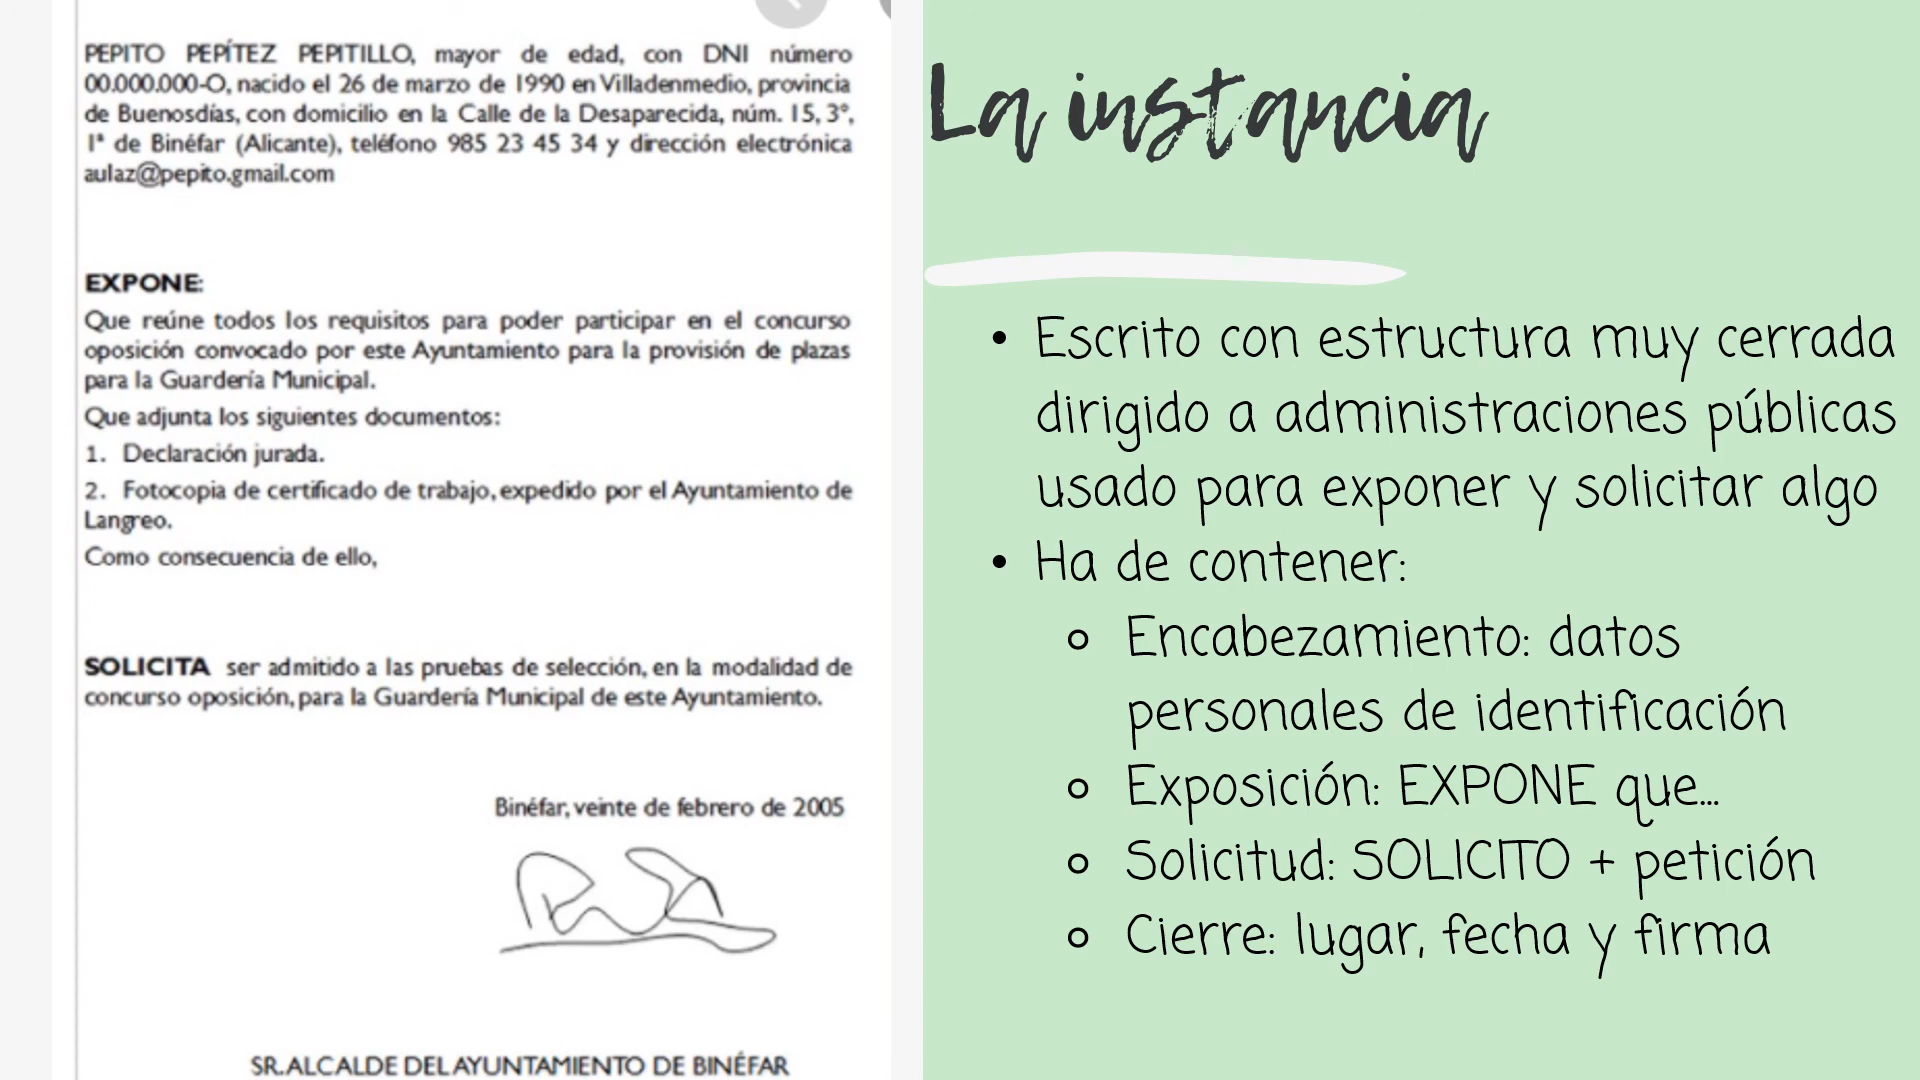 PEPITO PEPÍTEZ PEPITILLO, mayor de edad, con DNI número
00.000.000-O, nacido el 26 de marzo de 1990 en Villadenmedio, provincia
de Buenosdías, con domicilio en la Calle de la Desaparecida, núm. 15, 3º,
1ª de Binéfar (Alicante), teléfono 985 23 45 34 y dirección electrónica
aulaz@pepito.gmail.com
EXPONE:
Que reúne todos los requisitos para poder participar en el concurso
oposición convocado por este Ayuntamiento para la provisión de plazas
para la Guardería Municipal.
Que adjunta los siguientes documentos:
1. Declaración jurada.
2. Fotocopia de certificado de trabajo, expedido por el Ayuntamiento de
Langreo.
Como consecuencia de ello,
SOLICITA ser admitido a las pruebas de selección, en la modalidad de
concurso oposición, para la Guardería Municipal de este Ayuntamiento.
Binéfar, veinte de febrero de 2005
SR. ALCALDE DEL AYUNTAMIENTO DE BINÉFAR
La instancia
• Escrito con estructura muy cerrada
dirigido a administraciones públicas
usado para exponer y solicitar algo
• Ha de contener:
◦ Encabezamiento: datos
personales de identificación
◦ Exposición: EXPONE que...
◦ Solicitud: SOLICITO + petición
◦ Cierre: lugar, fecha y firma